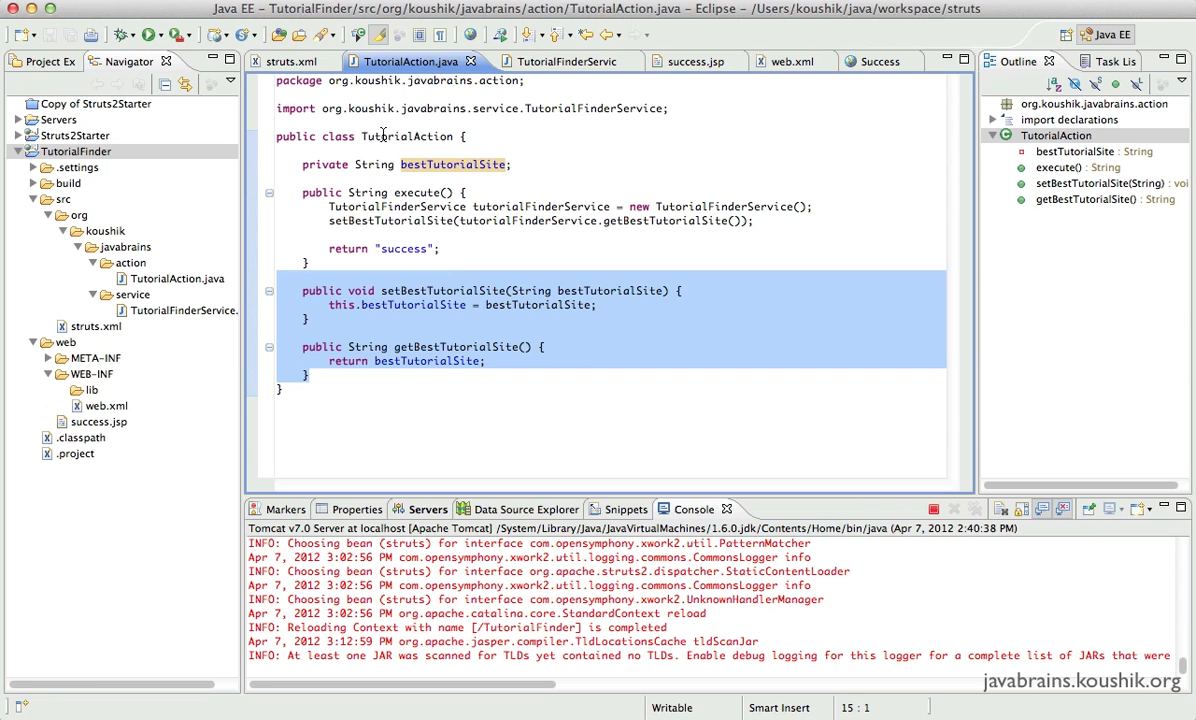 Java EE - TutorialFinder/src/org/koushik/javabrains/action/TutorialAction.java - Eclipse - /Users/koushik/java/workspace/struts
Java EE
Project Ex
Navigator
Copy of Struts2Starter
Servers
Struts2Starter
TutorialFinder
.settings
build
src
org
koushik
javabrains
action
TutorialAction.java
service
TutorialFinderService.
struts.xml
web
META-INF
WEB-INF
lib
web.xml
success.jsp
.classpath
.project
struts.xml
TutorialAction.java
TutorialFinderServic
success.jsp
web.xml
Success
package org.koushik.javabrains.action;
import org.koushik.javabrains.service.TutorialFinderService;
public class TutorialAction {
private String bestTutorialSite;
public String execute() {
TutorialFinderService tutorialFinderService = new TutorialFinderService();
setBestTutorialSite(tutorialFinderService.getBestTutorialSite());
return "success";
}
public void setBestTutorialSite(String bestTutorialSite) {
this.bestTutorialSite = bestTutorialSite;
}
public String getBestTutorialSite() {
return bestTutorialSite;
}
}
Outline
Task Lis
org.koushik.javabrains.action
import declarations
TutorialAction
bestTutorialSite : String
execute() : String
setBestTutorialSite(String) : voi
getBestTutorialSite() : String
Markers
Properties
Servers
Data Source Explorer
Snippets
Console
Tomcat v7.0 Server at localhost [Apache Tomcat] /System/Library/Java/JavaVirtualMachines/1.6.0.jdk/Contents/Home/bin/java (Apr 7, 2012 2:40:38 PM)
INFO: Choosing bean (struts) for interface com.opensymphony.xwork2.util.PatternMatcher
Apr 7, 2012 3:02:56 PM com.opensymphony.xwork2.util.logging.commons.CommonsLogger info
INFO: Choosing bean (struts) for interface org.apache.struts2.dispatcher.StaticContentLoader
Apr 7, 2012 3:02:56 PM com.opensymphony.xwork2.util.logging.commons.CommonsLogger info
INFO: Choosing bean (struts) for interface com.opensymphony.xwork2.UnknownHandlerManager
Apr 7, 2012 3:02:56 PM org.apache.catalina.core.StandardContext reload
INFO: Reloading Context with name [/TutorialFinder] is completed
Apr 7, 2012 3:12:59 PM org.apache.jasper.compiler.TldLocationsCache tldScanJar
INFO: At least one JAR was scanned for TLDs yet contained no TLDs. Enable debug logging for this logger for a complete list of JARs that were
javabrains.koushik.org
Writable
Smart Insert
15 : 1